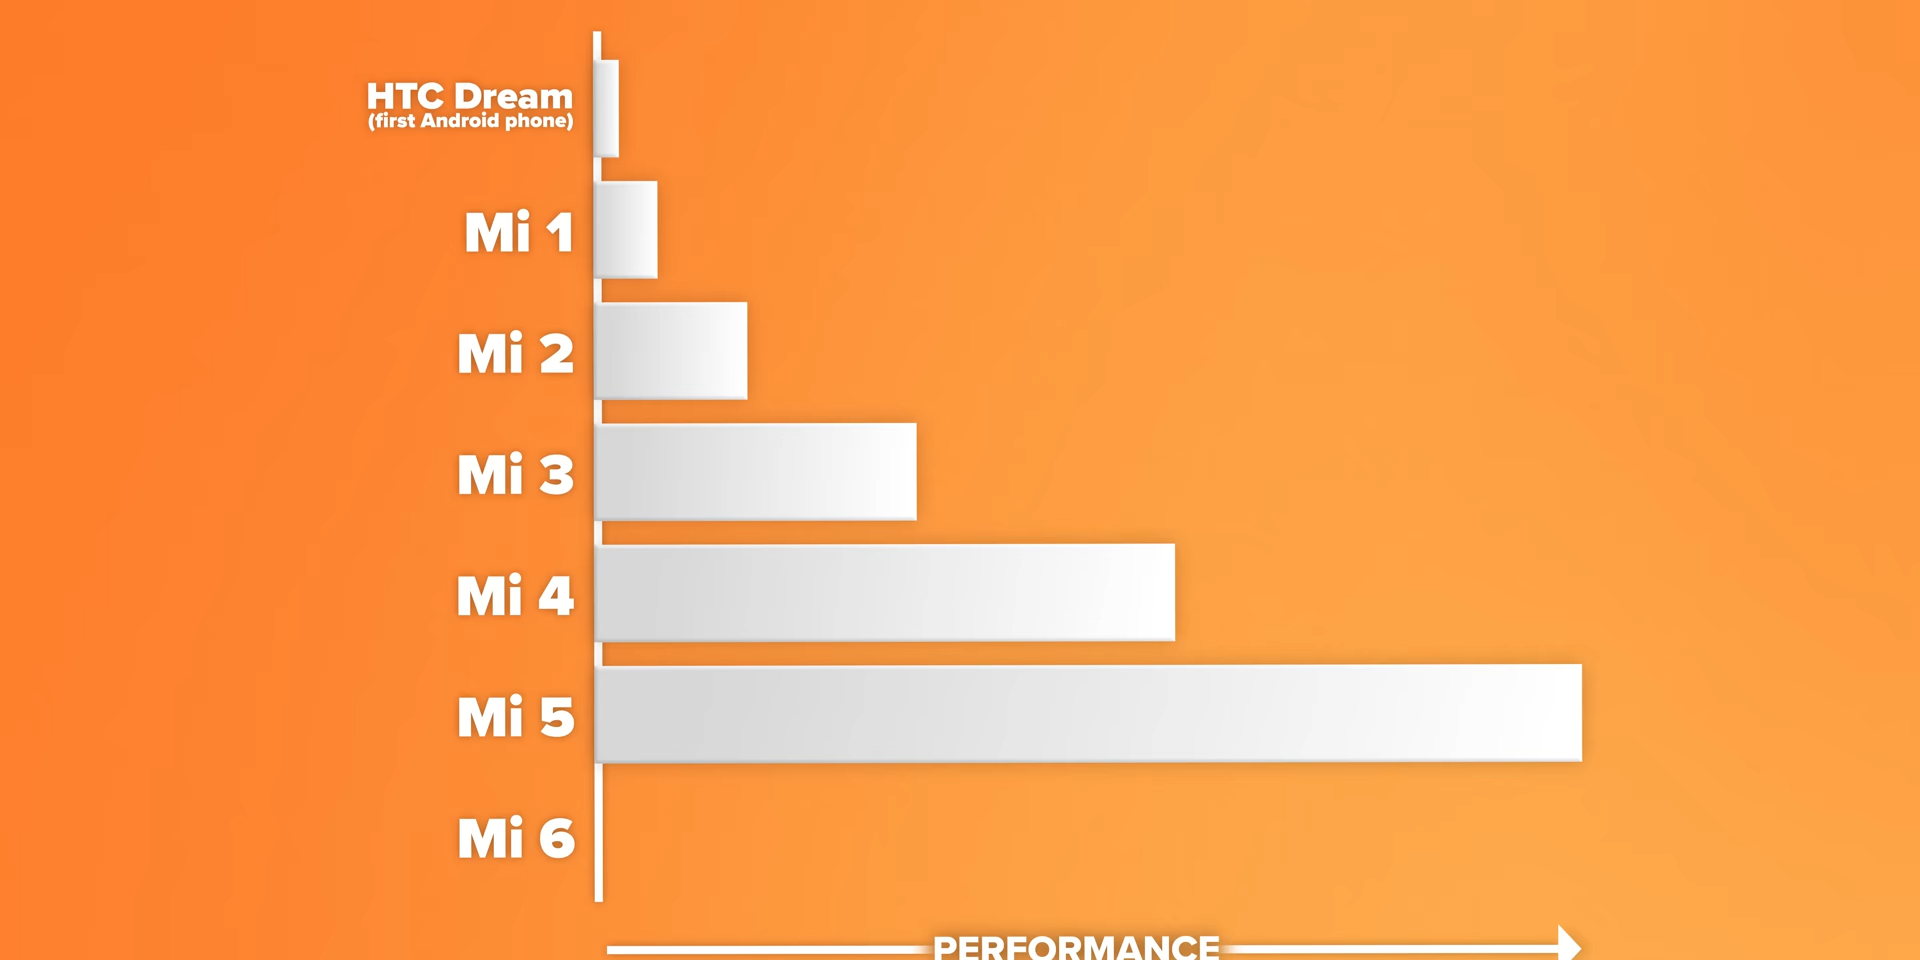 HTC Dream
(first Android phone)
Mi 1
Mi 2
Mi 3
Mi 4
Mi 5
Mi 6
PERFORMANCE